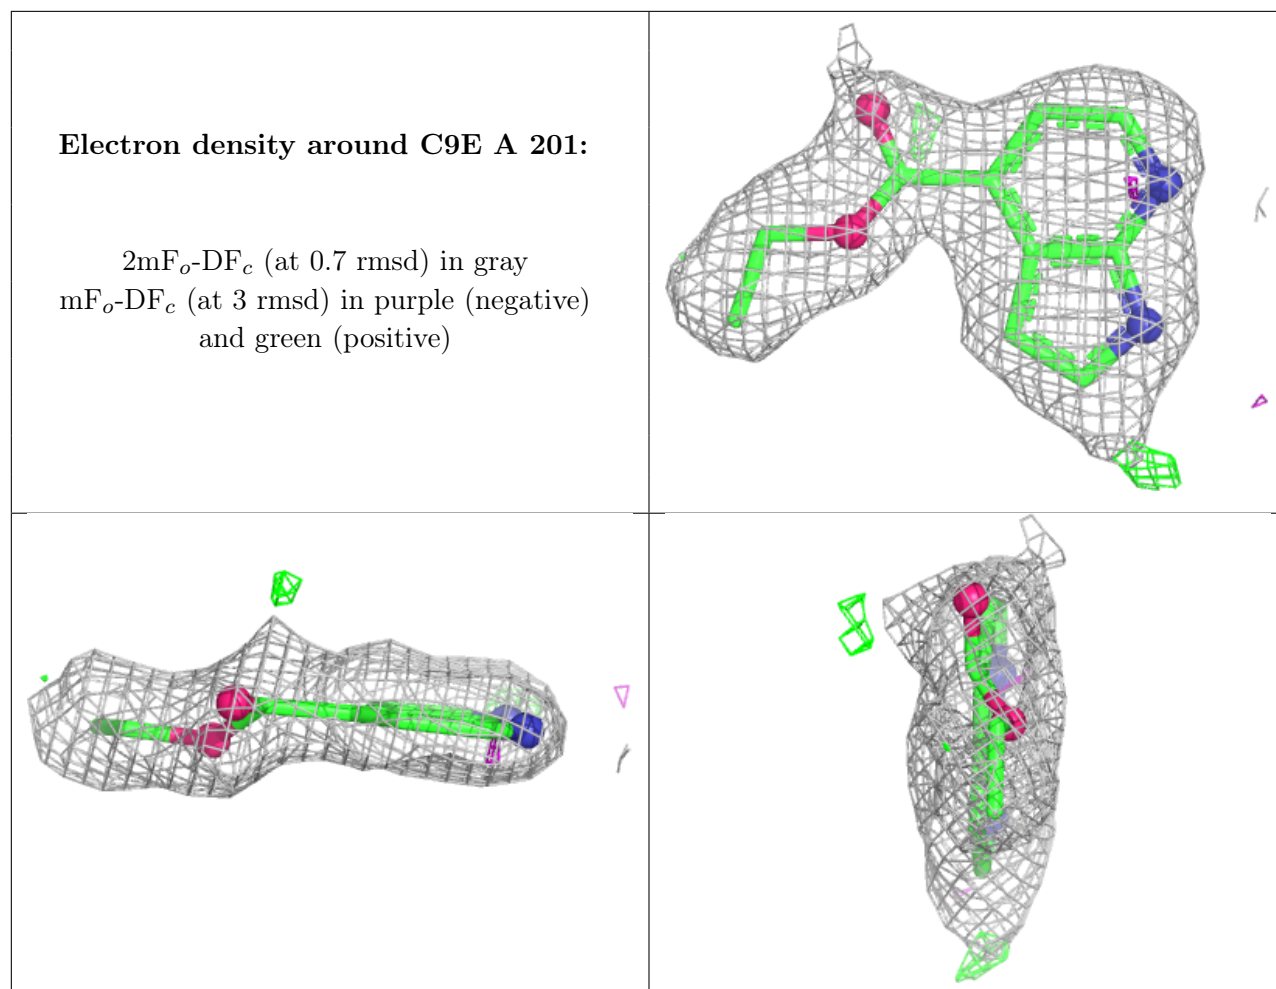 Electron density around C9E A 201:
2mFo-DFc (at 0.7 rmsd) in gray
mFo-DFc (at 3 rmsd) in purple (negative)
and green (positive)